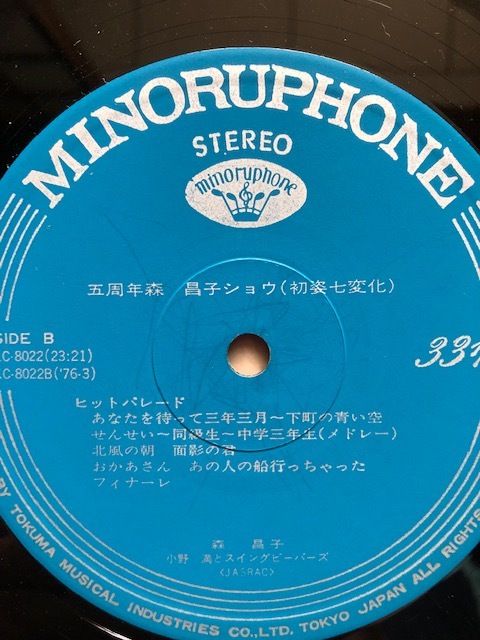 MINORUPHONE
STEREO
minoruphone
五周年森 昌子ショウ(初姿七変化)
SIDE B
LC-8022(23:21)
LC-8022B('76-3)
33⅓
ヒットパレード
あなたを待って三年三月～下町の青い空
せんせい～同級生～中学三年生(メドレー)
北風の朝 面影の君
おかあさん あの人の船行っちゃった
フィナーレ
森 昌子
小野 満とスイングビーバーズ
<JASRAC>
BY TOKUMA MUSICAL INDUSTRIES CO.,LTD. TOKYO JAPAN ALL RIGHTS